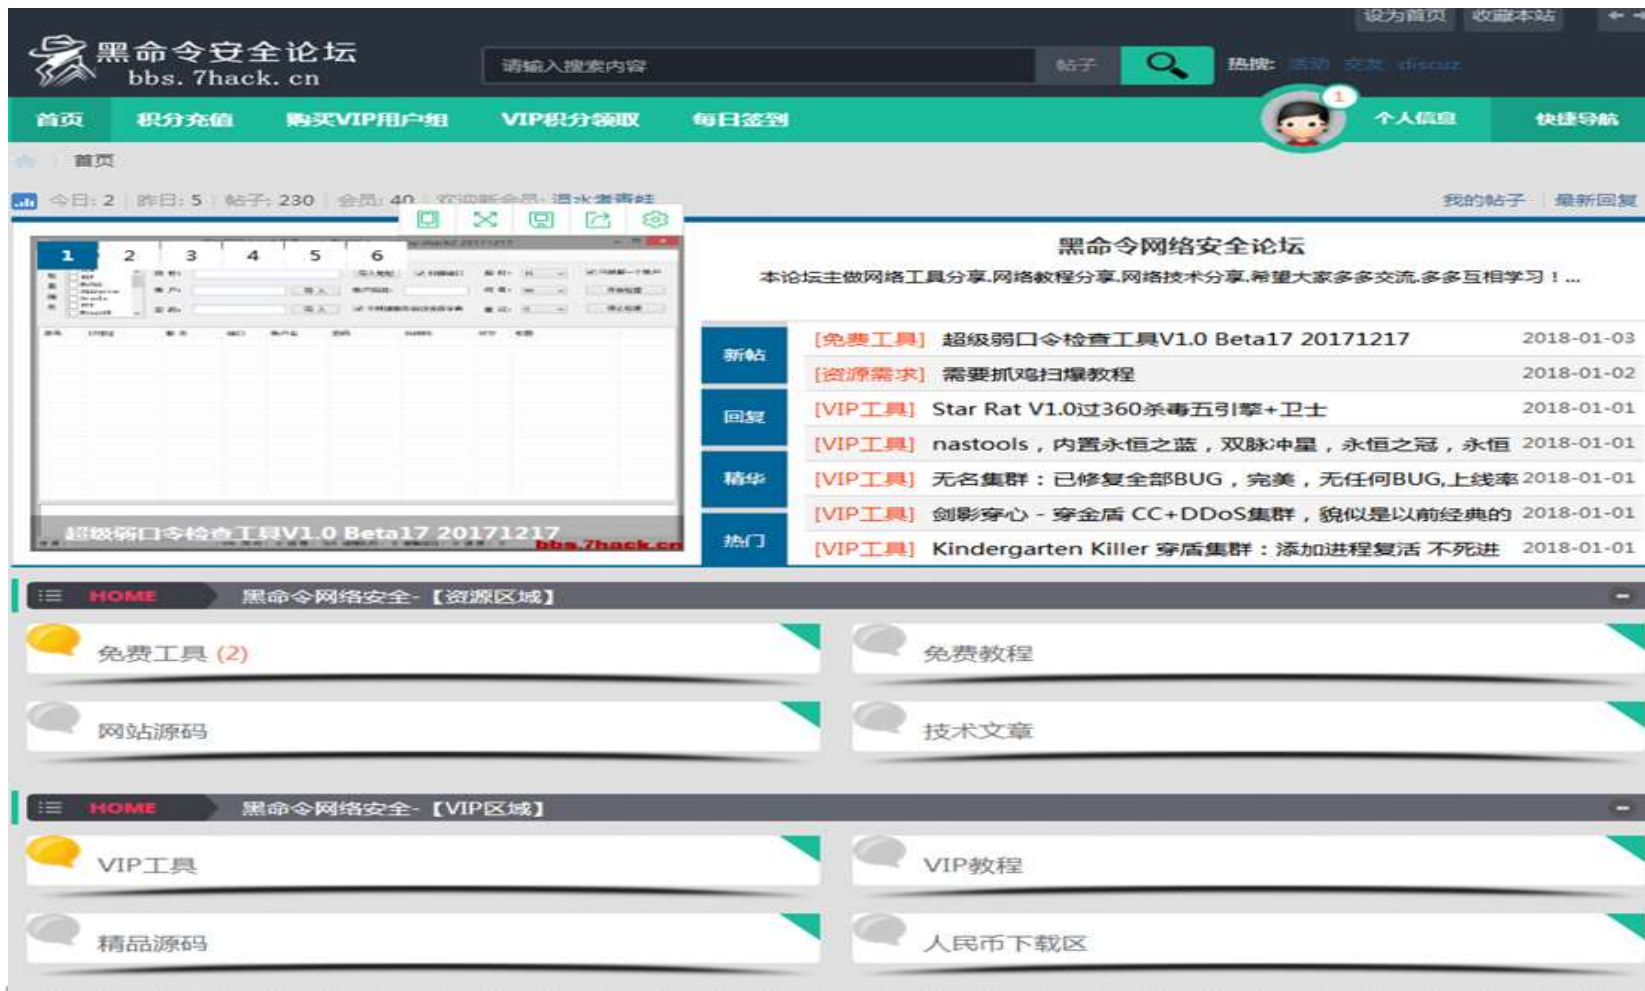 设为首页 收藏本站
黑命令安全论坛
bbs.7hack.cn
请输入搜索内容 帖子 热搜: 活动 交友 discuz
首页 积分充值 购买VIP用户组 VIP积分领取 每日签到 1 个人信息 快捷导航
首页
今日: 2 昨日: 5 帖子: 230 会员: 40 欢迎新会员:
我的帖子 最新回复
1 2 3 4 5 6
超级弱口令检查工具V1.0 Beta17 20171217
bbs.7hack.cn
黑命令网络安全论坛
本论坛主做网络工具分享.网络教程分享.网络技术分享.希望大家多多交流.多多互相学习！...
新帖
回复
精华
热门
[免费工具] 超级弱口令检查工具V1.0 Beta17 20171217 2018-01-03
[资源需求] 需要抓鸡扫爆教程 2018-01-02
[VIP工具] Star Rat V1.0过360杀毒五引擎+卫士 2018-01-01
[VIP工具] nastools，内置永恒之蓝，双脉冲星，永恒之冠，永恒 2018-01-01
[VIP工具] 无名集群：已修复全部BUG，完美，无任何BUG,上线率 2018-01-01
[VIP工具] 剑影穿心 - 穿金盾 CC+DDoS集群，貌似是以前经典的 2018-01-01
[VIP工具] Kindergarten Killer 穿盾集群：添加进程复活 不死进 2018-01-01
HOME 黑命令网络安全-【资源区域】
免费工具 (2) 免费教程
网站源码 技术文章
HOME 黑命令网络安全-【VIP区域】
VIP工具 VIP教程
精品源码 人民币下载区